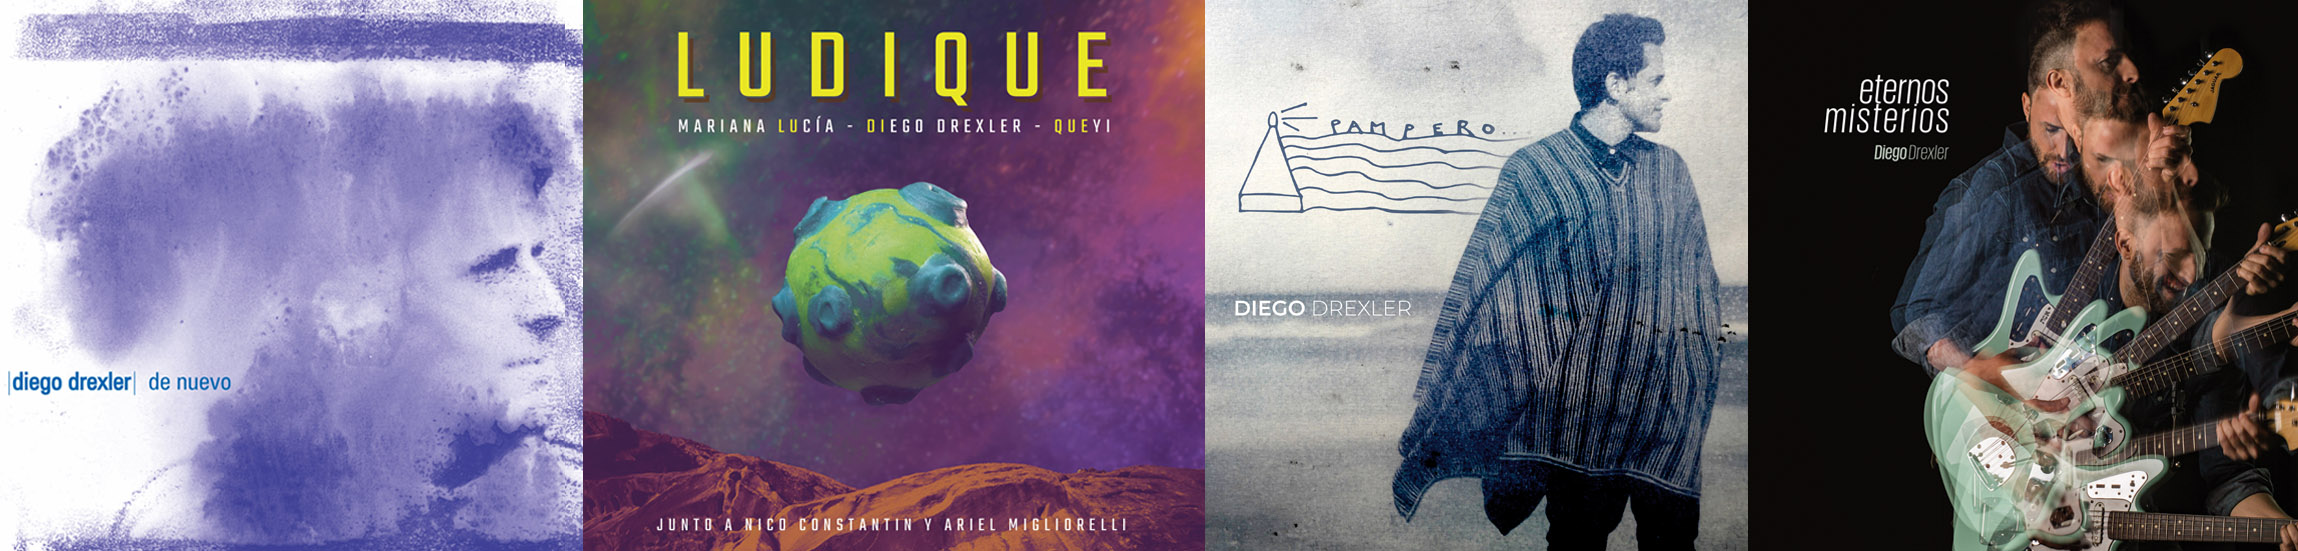 |diego drexler| de nuevo
LUDIQUE
MARIANA LUCÍA - DIEGO DREXLER - QUEYI
JUNTO A NICO CONSTANTIN Y ARIEL MIGLIORELLI
PAMPERO...
DIEGO DREXLER
eternos
misterios
Diego Drexler